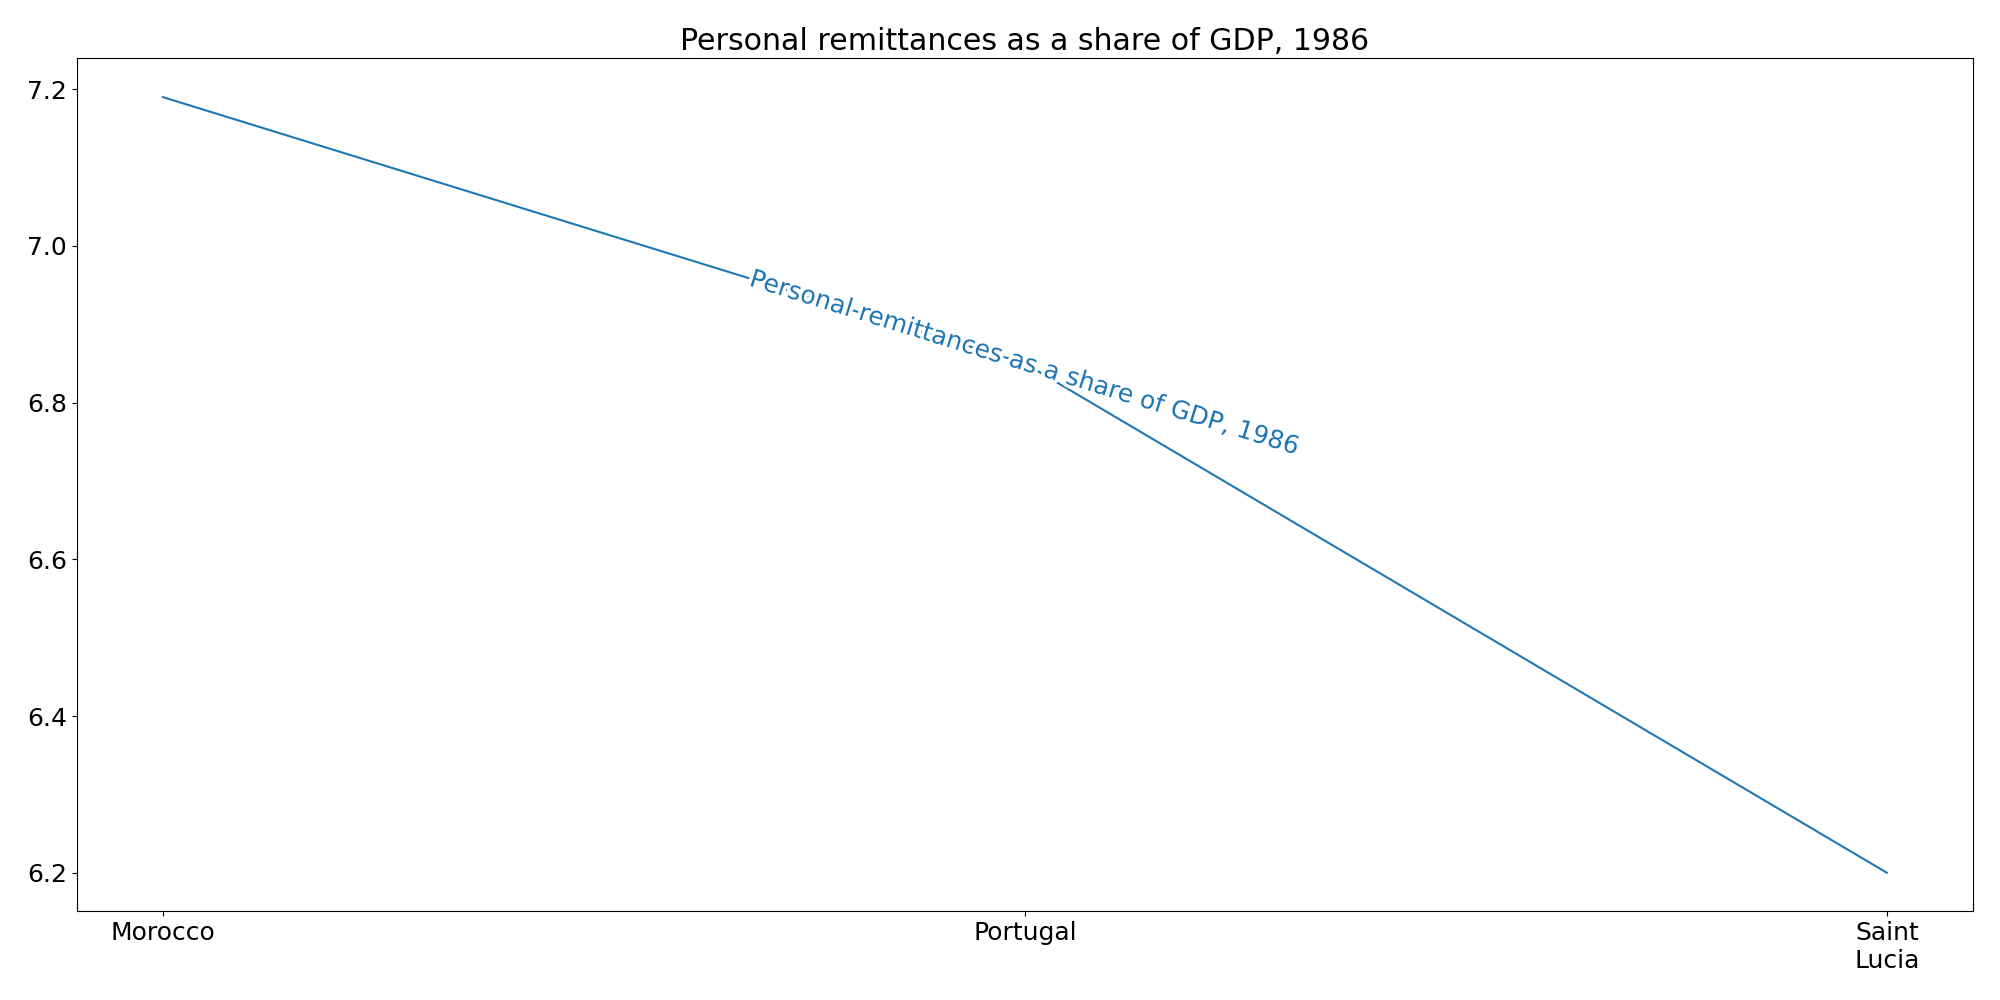 Personal remittances as a share of GDP, 1986
7.2
7.0
6.8
6.6
6.4
6.2
Personal remittances as a share of GDP, 1986
Morocco
Portugal
Saint
Lucia